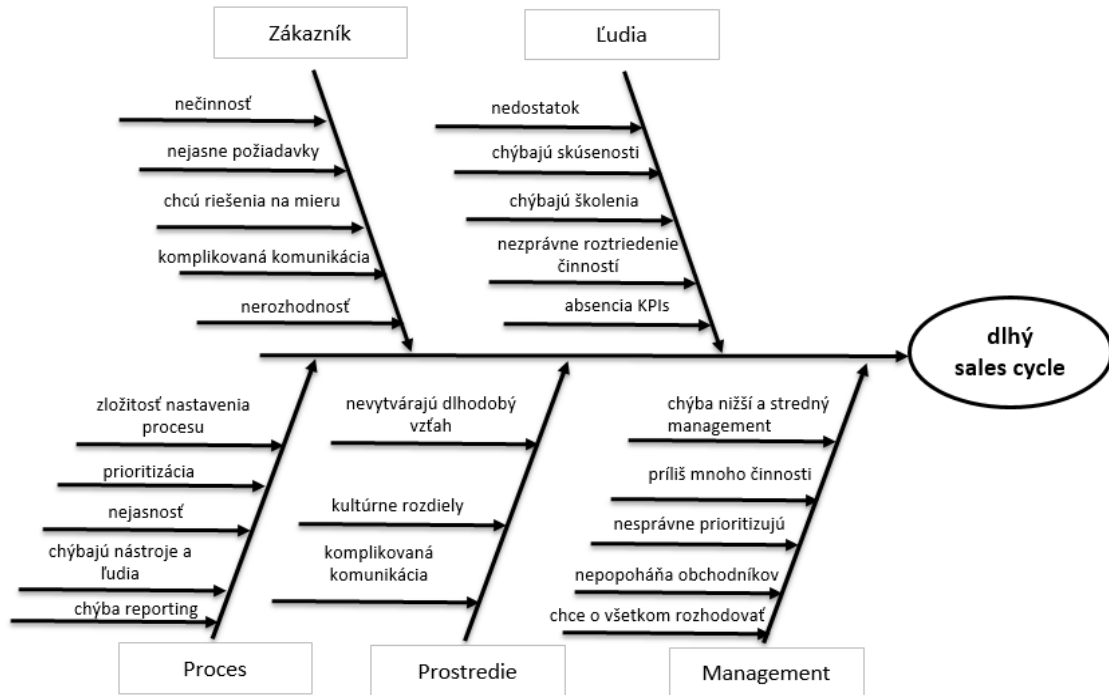 Zákazník
Ľudia
nečinnosť
nejasne požiadavky
chcú riešenia na mieru
komplikovaná komunikácia
nerozhodnosť
nedostatok
chýbajú skúsenosti
chýbajú školenia
nezprávne roztriedenie
činností
absencia KPIs
dlhý
sales cycle
zložitosť nastavenia
procesu
prioritizácia
nejasnosť
chýbajú nástroje a
ľudia
chýba reporting
nevytvárajú dlhodobý
vzťah
kultúrne rozdiely
komplikovaná
komunikácia
chýba nižší a stredný
management
príliš mnoho činnosti
nesprávne prioritizujú
nepopoháňa obchodníkov
chce o všetkom rozhodovať
Proces
Prostredie
Management